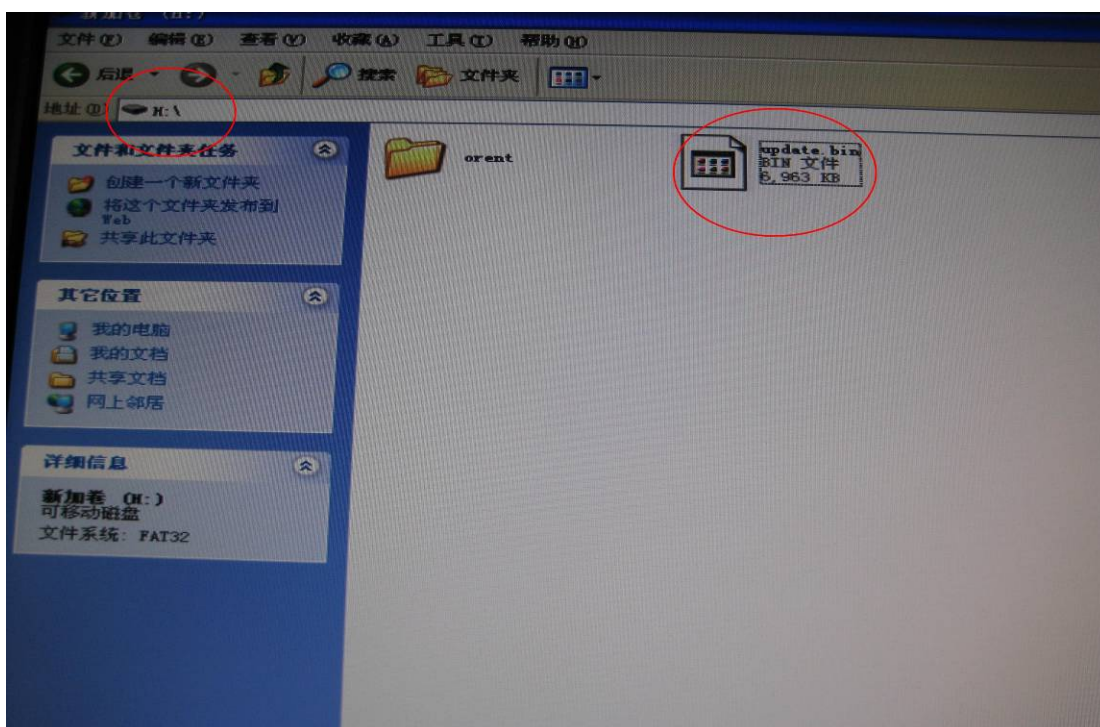 新加卷 (H:)
文件(F) 编辑(E) 查看(V) 收藏(A) 工具(T) 帮助(H)
后退 搜索 文件夹
地址(D) H:\
文件和文件夹任务
创建一个新文件夹
将这个文件夹发布到
Web
共享此文件夹
其它位置
我的电脑
我的文档
共享文档
网上邻居
详细信息
新加卷 (H:)
可移动磁盘
文件系统: FAT32
orent
update.bin
BIN 文件
6,963 KB